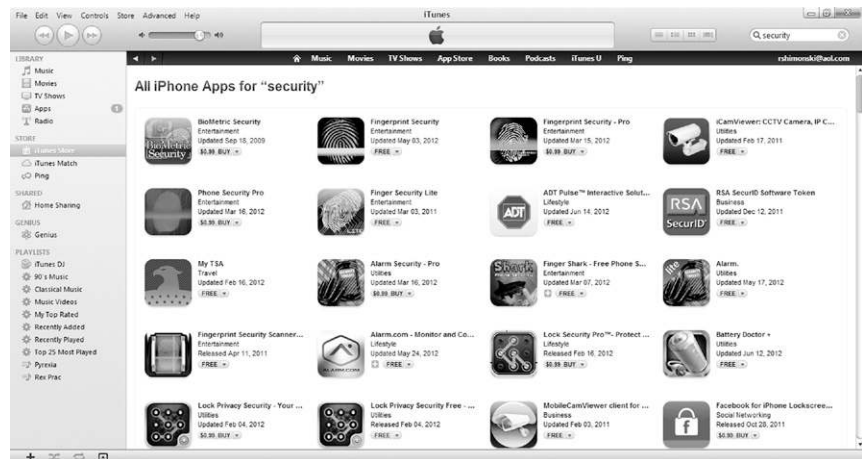 File Edit View Controls Store Advanced Help
iTunes
security
Music Movies TV Shows App Store Books Podcasts iTunes U Ping
rshimonski@aol.com
LIBRARY
Music
Movies
TV Shows
Apps
Radio
STORE
iTunes Store
iTunes Match
Ping
SHARED
Home Sharing
GENIUS
Genius
PLAYLISTS
iTunes DJ
90's Music
Classical Music
Music Videos
My Top Rated
Recently Added
Recently Played
Top 25 Most Played
Pyrexia
Rex Prac
All iPhone Apps for “security”
BioMetric Security
BioMetric Security
Entertainment
Updated Sep 18, 2009
$0.99 BUY
Fingerprint Security
Entertainment
Updated May 03, 2012
FREE
Fingerprint Security - Pro
Entertainment
Updated Mar 15, 2012
$0.99 BUY
iCamViewer: CCTV Camera, IP C...
Utilities
Updated Feb 17, 2011
FREE
Phone Security Pro
Entertainment
Updated Mar 16, 2012
$0.99 BUY
LITE
Finger Security Lite
Entertainment
Updated Mar 03, 2011
FREE
ADT
ADT Pulse™ Interactive Solut...
Lifestyle
Updated Jun 14, 2012
FREE
RSA
SecurID
RSA SecurID Software Token
Business
Updated Dec 12, 2011
FREE
My TSA
Travel
Updated Feb 16, 2012
FREE
Alarm Security - Pro
Utilities
Updated Mar 16, 2012
$0.99 BUY
Shark
Finger Shark - Free Phone S...
Entertainment
Updated Mar 07, 2012
FREE
lite
Alarm.
Utilities
Updated May 17, 2012
FREE
Fingerprint Security Scanner...
Entertainment
Released Apr 11, 2011
FREE
ALARM.COM
Alarm.com - Monitor and Co...
Lifestyle
Updated May 24, 2012
FREE
Lock Security Pro™- Protect ...
Lifestyle
Released Feb 16, 2012
$0.99 BUY
Battery Doctor +
Utilities
Updated Jun 12, 2012
FREE
Lock Privacy Security - Your ...
Utilities
Updated Feb 04, 2012
$0.99 BUY
Lock Privacy Security Free - ...
Utilities
Updated Feb 04, 2012
FREE
MobileCamViewer client for ...
Business
Updated Feb 03, 2011
FREE
Facebook for iPhone Lockscree...
Social Networking
Released Oct 28, 2011
$0.99 BUY